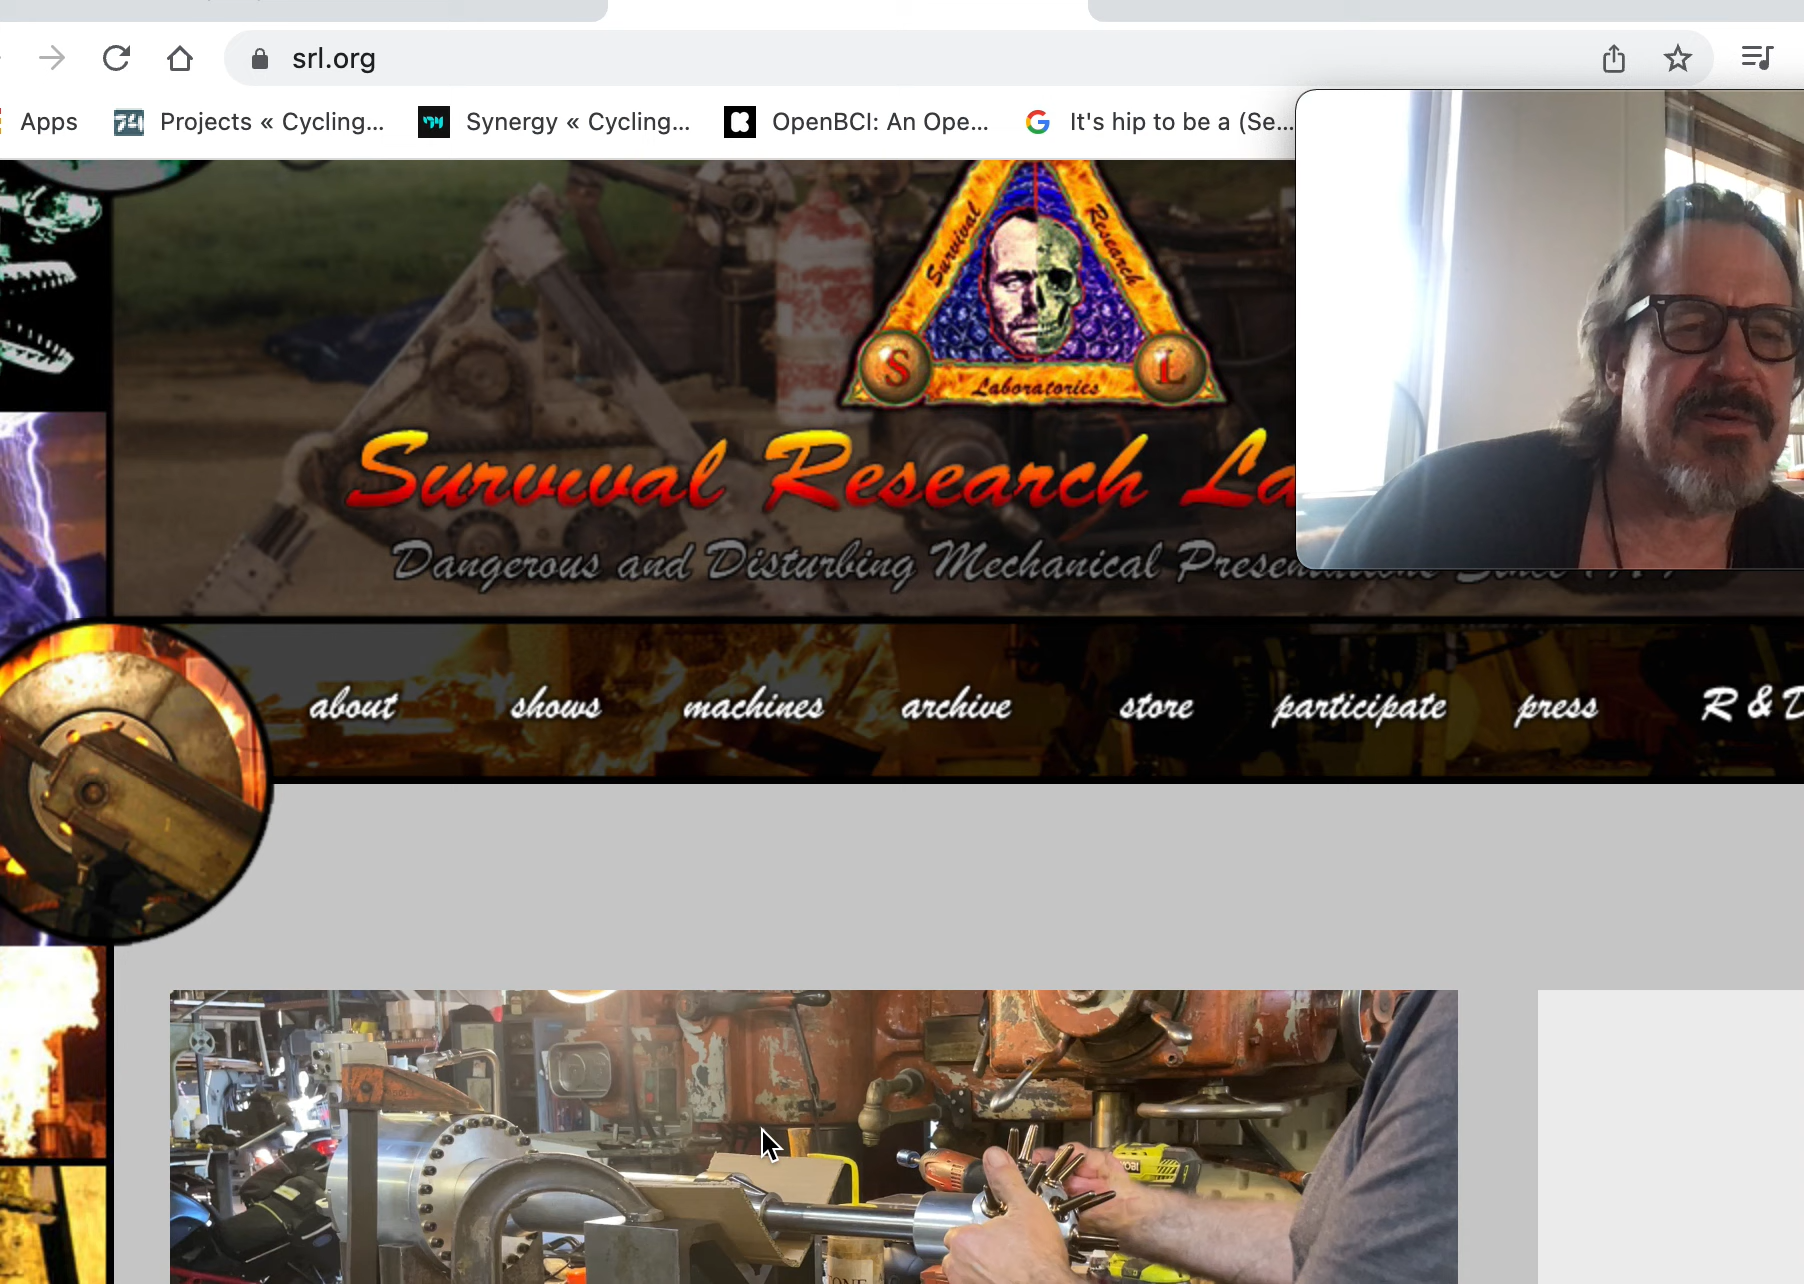 srl.org
Apps
Projects « Cycling...
Synergy « Cycling...
OpenBCI: An Ope...
It's hip to be a (Se...
Survival
Research
S
L
Laboratories
Survival Research La
Dangerous and Disturbing Mechanical Presentations Since
about
shows
machines
archive
store
participate
press
R & D